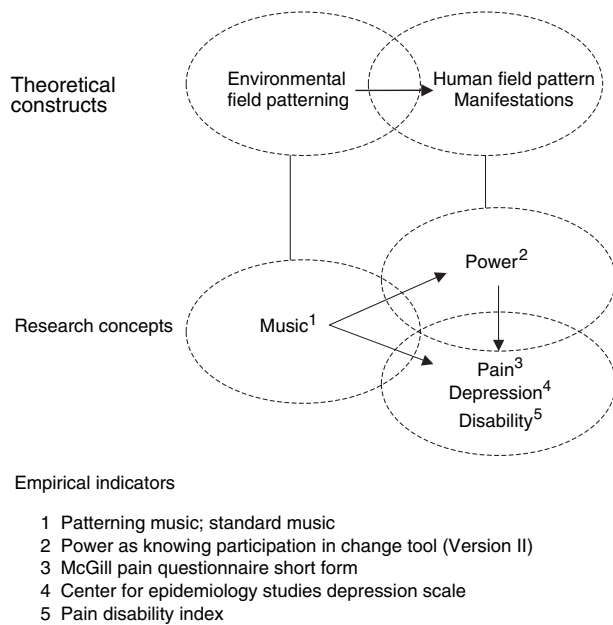 Theoretical
constructs
Environmental
field patterning
Human field pattern
Manifestations
Research concepts
Music1
Power2
Pain3
Depression4
Disability5
Empirical indicators
1 Patterning music; standard music
2 Power as knowing participation in change tool (Version II)
3 McGill pain questionnaire short form
4 Center for epidemiology studies depression scale
5 Pain disability index